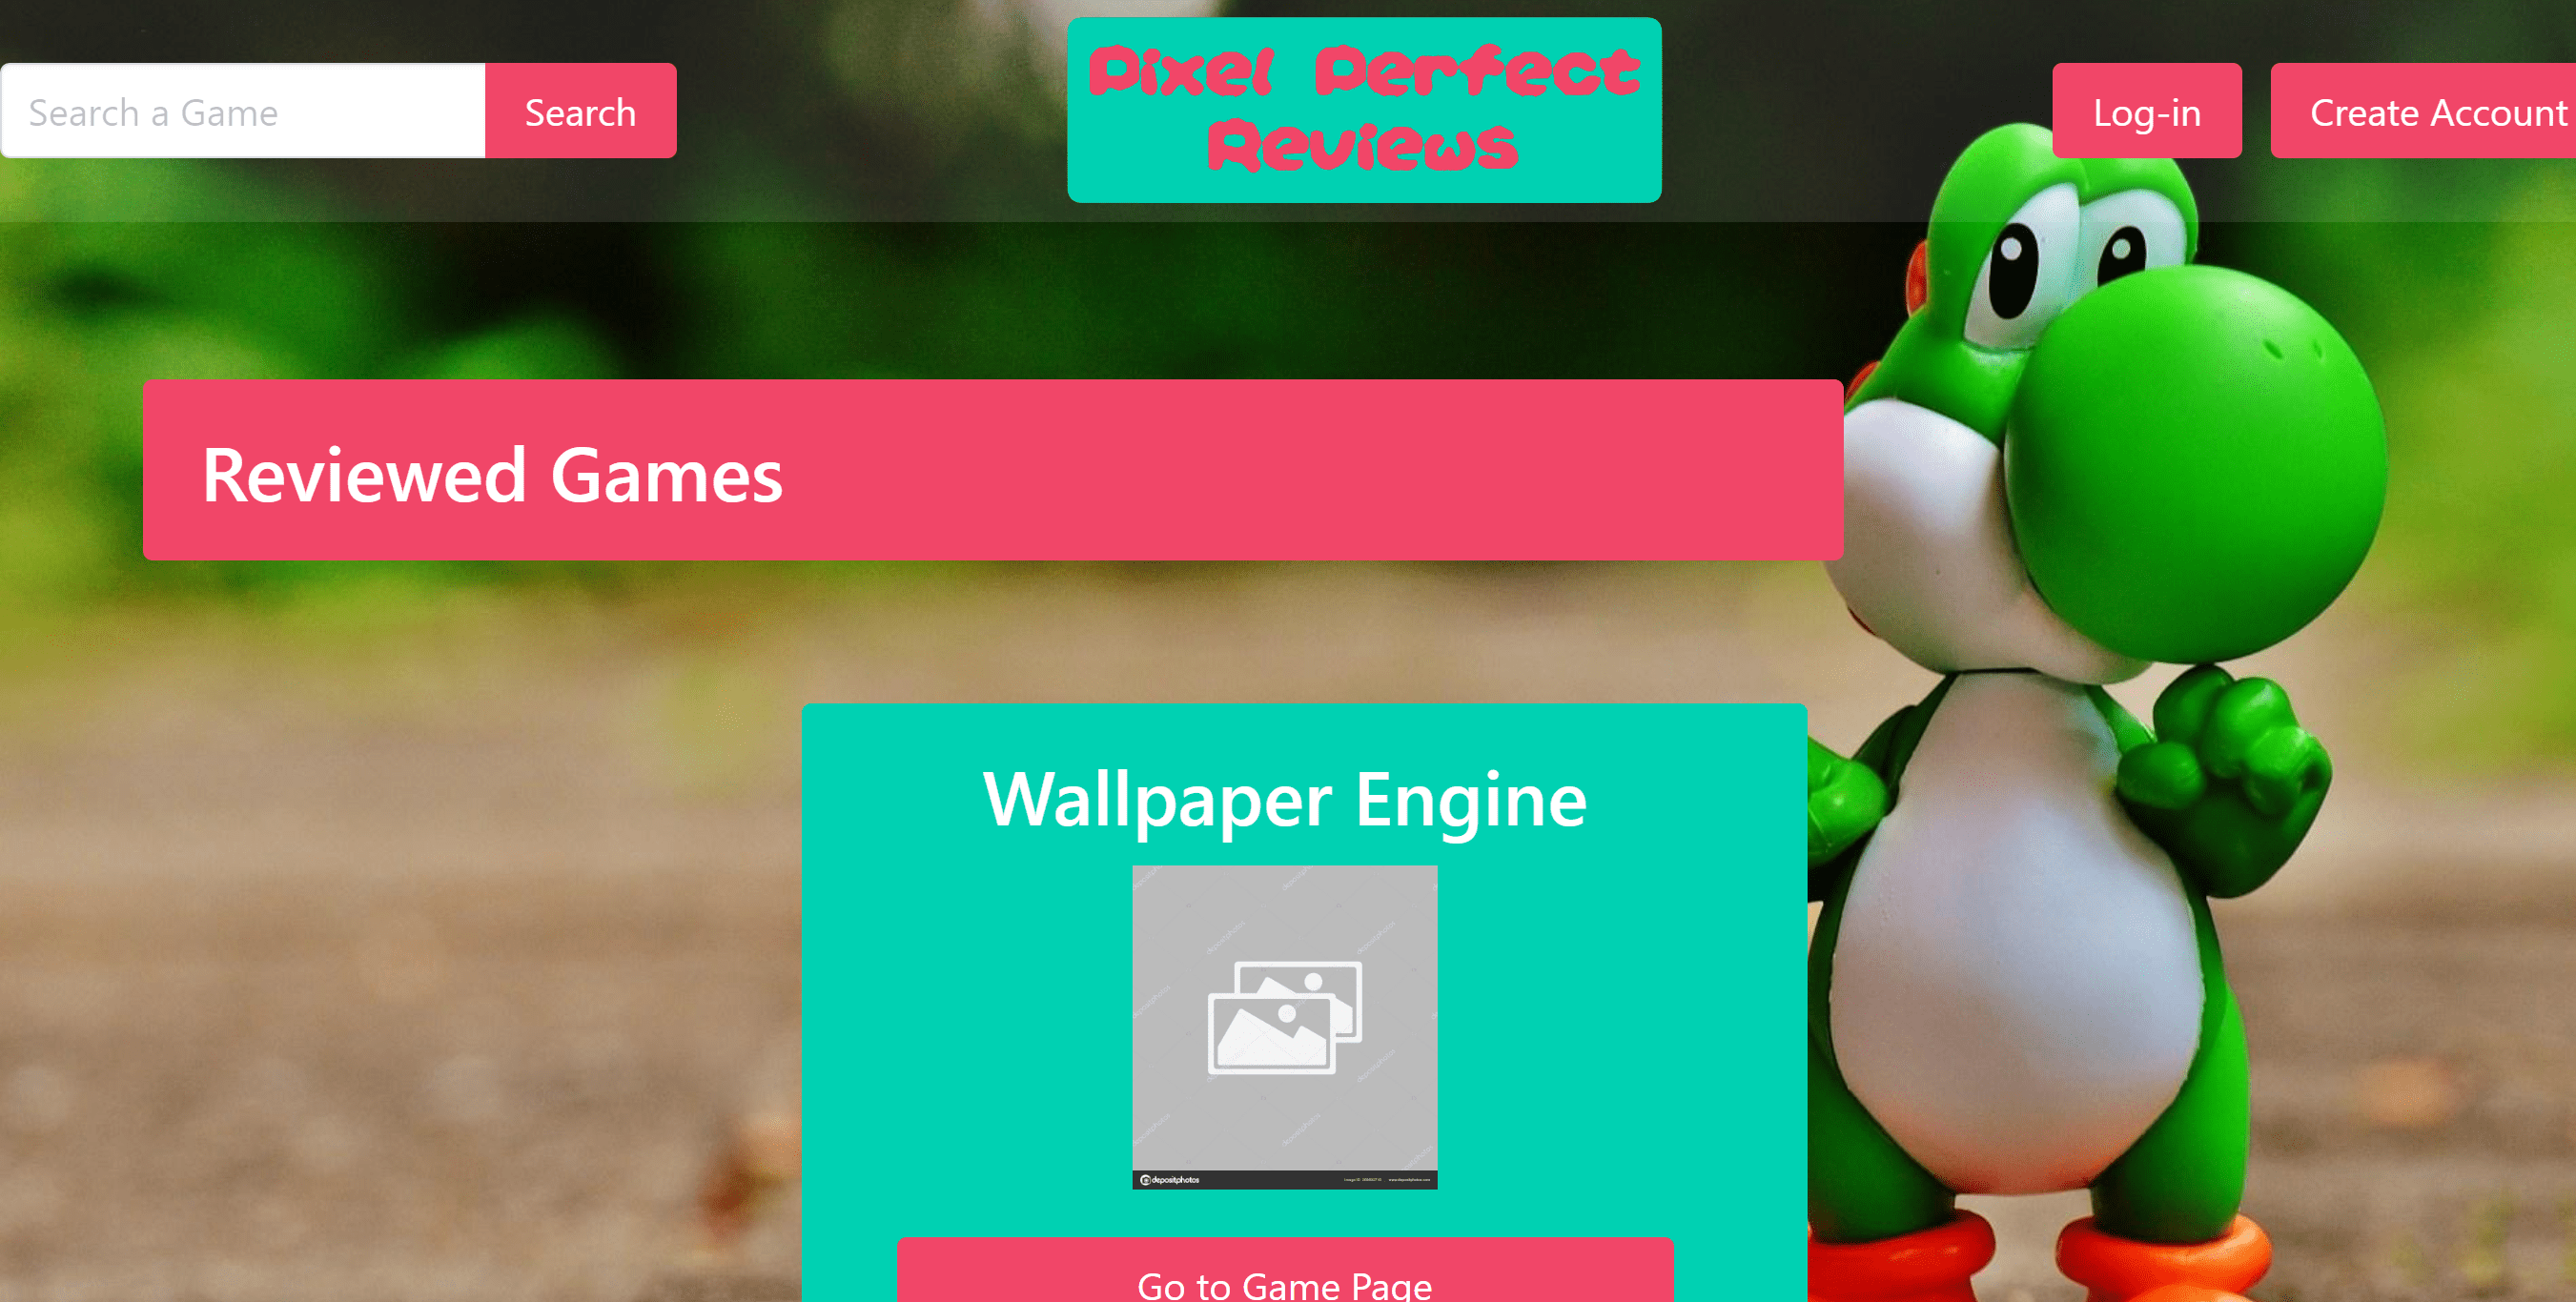 Search a Game
Search
Pixel Perfect
Reviews
Log-in
Create Account
Reviewed Games
Wallpaper Engine
depositphotos
Go to Game Page